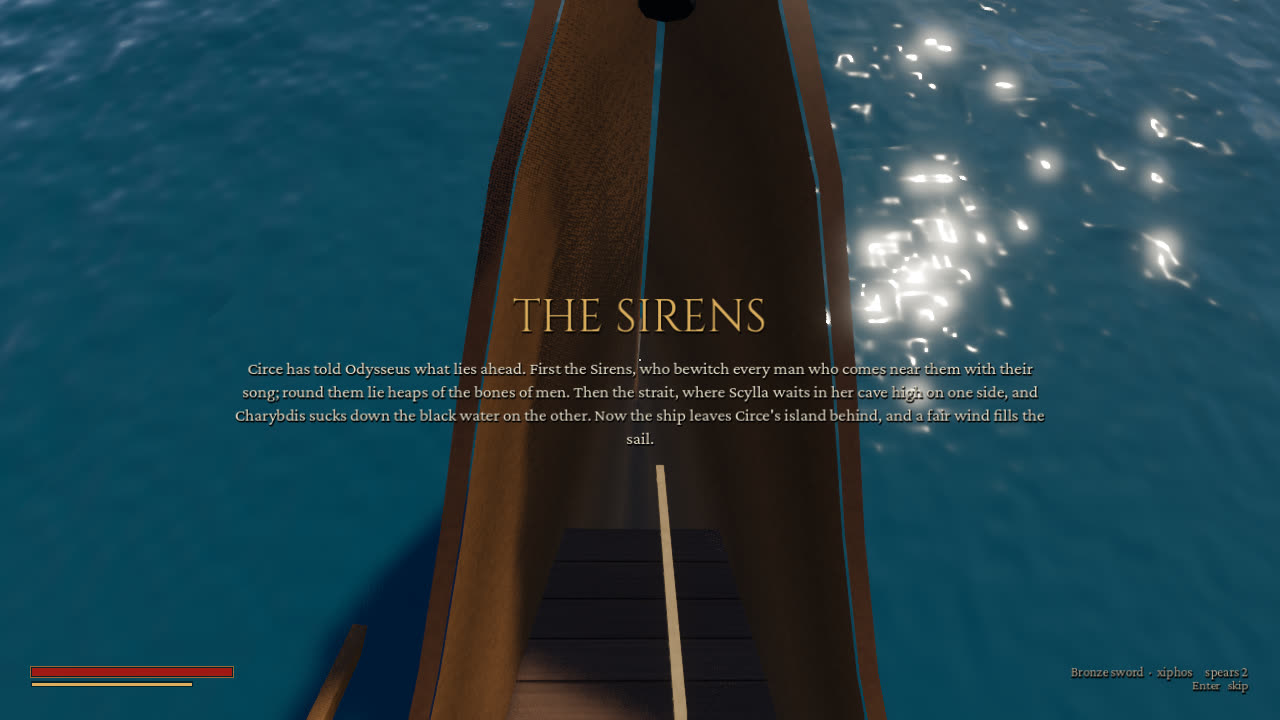 THE SIRENS
Circe has told Odysseus what lies ahead. First the Sirens, who bewitch every man who comes near them with their
song; round them lie heaps of the bones of men. Then the strait, where Scylla waits in her cave high on one side, and
Charybdis sucks down the black water on the other. Now the ship leaves Circe's island behind, and a fair wind fills the
sail.
Bronze sword · xiphos spears 2
Enter skip